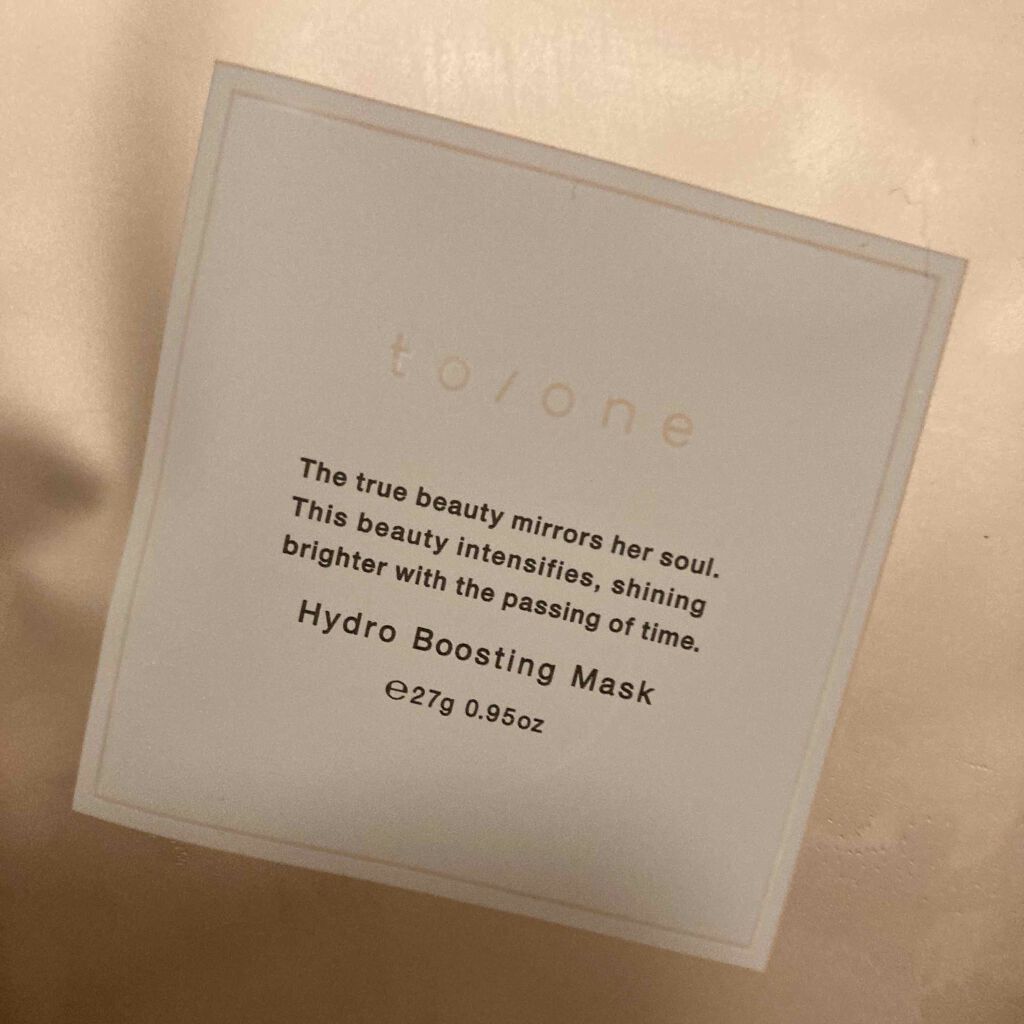 to/one
The true beauty mirrors her soul.
This beauty intensifies, shining
brighter with the passing of time.
Hydro Boosting Mask
℮27g 0.95oz